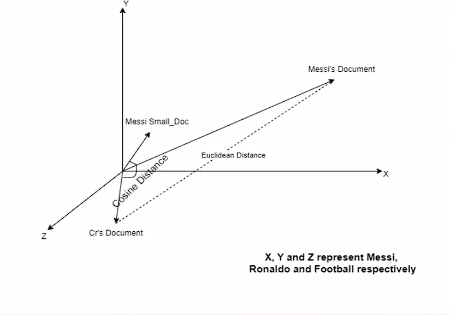 Y
Messi's Document
Messi Small_Doc
Euclidean Distance
Cosine Distance
X
Z
Cr's Document
X, Y and Z represent Messi,
Ronaldo and Football respectively